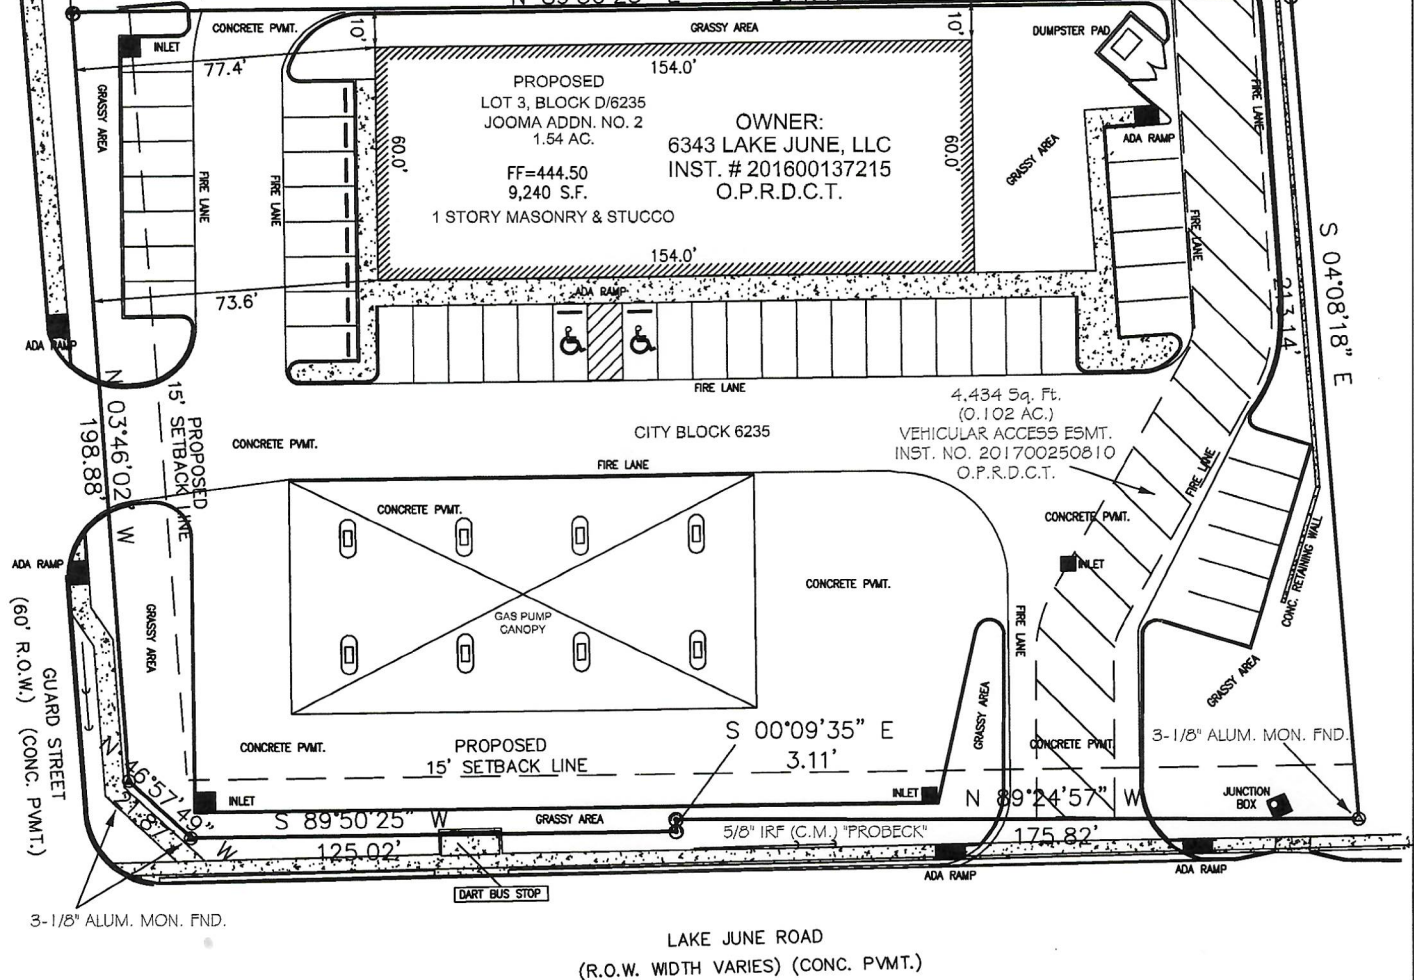 CONCRETE PVMT.
GRASSY AREA
DUMPSTER PAD
INLET
10'
10'
77.4'
154.0'
PROPOSED
LOT 3, BLOCK D/6235
JOOMA ADDN. NO. 2
1.54 AC.
FF=444.50
9,240 S.F.
1 STORY MASONRY & STUCCO
OWNER:
6343 LAKE JUNE, LLC
INST. # 201600137215
O.P.R.D.C.T.
60.0'
60.0'
154.0'
GRASSY AREA
FIRE LANE
FIRE LANE
GRASSY AREA
ADA RAMP
FIRE LANE
FIRE LANE
S 04°08'18" E
213.14'
73.6'
ADA RAMP
ADA RAMP
FIRE LANE
N 03°46'02" W
198.88'
PROPOSED
15' SETBACK LINE
CONCRETE PVMT.
CITY BLOCK 6235
FIRE LANE
4,434 Sq. Ft.
(0.102 AC.)
VEHICULAR ACCESS ESMT.
INST. NO. 201700250810
O.P.R.D.C.T.
FIRE LANE
CONCRETE PVMT.
CONCRETE PVMT.
INLET
CONC. RETAINING WALL
ADA RAMP
CONCRETE PVMT.
GAS PUMP
CANOPY
GRASSY AREA
FIRE LANE
GRASSY AREA
GUARD STREET
(60' R.O.W.) (CONC. PVMT.)
GRASSY AREA
CONCRETE PVMT.
PROPOSED
15' SETBACK LINE
S 00°09'35" E
3.11'
CONCRETE PVMT.
3-1/8" ALUM. MON. FND.
N 46°57'49" W
21.87'
INLET
INLET
N 89°24'57" W
175.82'
JUNCTION
BOX
S 89°50'25" W
125.02'
GRASSY AREA
5/8" IRF (C.M.) "PROBECK"
ADA RAMP
ADA RAMP
DART BUS STOP
3-1/8" ALUM. MON. FND.
LAKE JUNE ROAD
(R.O.W. WIDTH VARIES) (CONC. PVMT.)